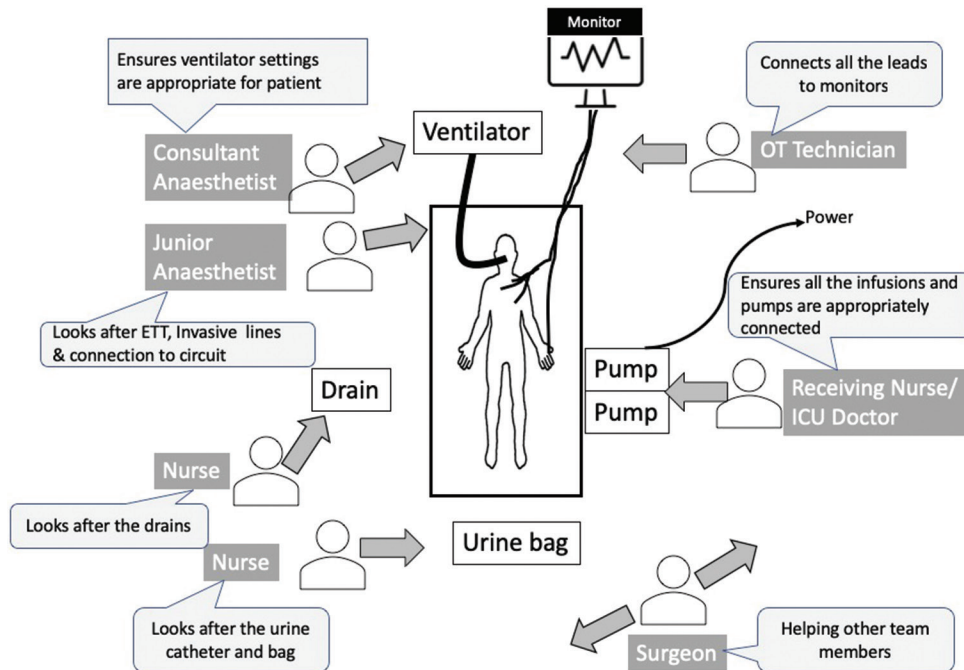 Monitor
Ensures ventilator settings
are appropriate for patient
Connects all the leads
to monitors
Consultant
Anaesthetist
Ventilator
OT Technician
Junior
Anaesthetist
Power
Looks after ETT, Invasive lines
& connection to circuit
Ensures all the infusions and
pumps are appropriately
connected
Drain
Pump
Pump
Receiving Nurse/
ICU Doctor
Nurse
Looks after the drains
Nurse
Urine bag
Looks after the urine
catheter and bag
Surgeon
Helping other team
members